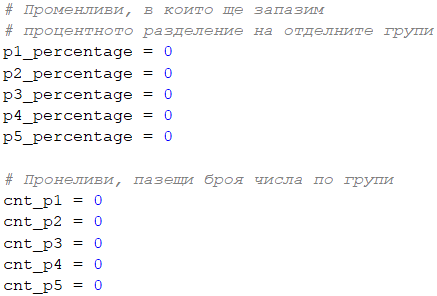 # Променливи, в които ще запазим
# процентното разделение на отделните групи
p1_percentage = 0
p2_percentage = 0
p3_percentage = 0
p4_percentage = 0
p5_percentage = 0
# Пронеливи, пазещи броя числа по групи
cnt_p1 = 0
cnt_p2 = 0
cnt_p3 = 0
cnt_p4 = 0
cnt_p5 = 0